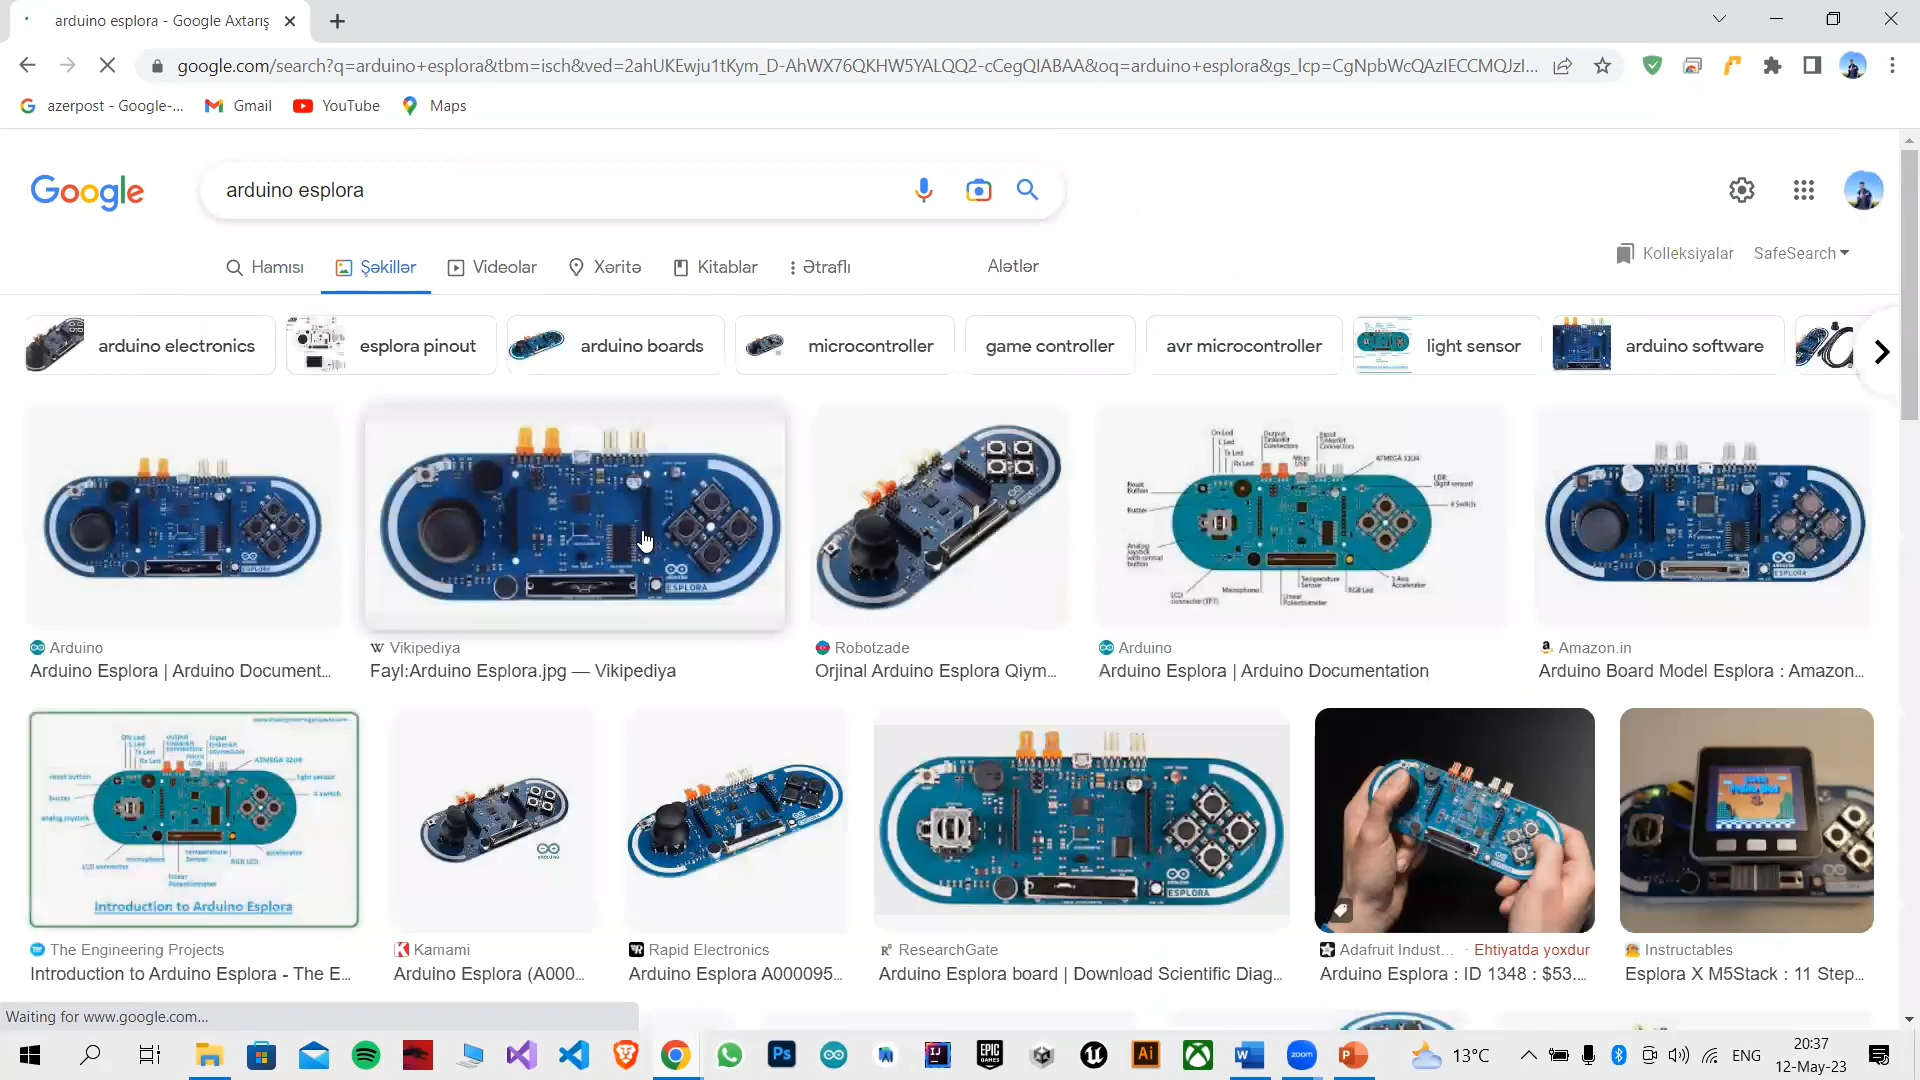 arduino esplora - Google Axtarış
google.com/search?q=arduino+esplora&tbm=isch&ved=2ahUKEwju1tKym_D-AhWX76QKHW5YALQQ2-cCegQIABAA&oq=arduino+esplora&gs_lcp=CgNpbWcQAzIECCMQJzI...
azerpost - Google-...
Gmail
YouTube
Maps
Google
arduino esplora
Hamısı
Şəkillər
Videolar
Xəritə
Kitablar
Ətraflı
Alətlər
Kolleksiyalar
SafeSearch
arduino electronics
esplora pinout
arduino boards
microcontroller
game controller
avr microcontroller
light sensor
arduino software
Arduino
Arduino Esplora | Arduino Document...
Vikipediya
Fayl:Arduino Esplora.jpg — Vikipediya
Robotzade
Orjinal Arduino Esplora Qiym...
Arduino
Arduino Esplora | Arduino Documentation
Amazon.in
Arduino Board Model Esplora : Amazon...
Introduction to Arduino Esplora
The Engineering Projects
Introduction to Arduino Esplora - The E...
Kamami
Arduino Esplora (A000...
Rapid Electronics
Arduino Esplora A000095...
ESPLORA
ResearchGate
Arduino Esplora board | Download Scientific Diag...
Adafruit Indust... · Ehtiyatda yoxdur
Arduino Esplora : ID 1348 : $53....
Instructables
Esplora X M5Stack : 11 Step...
Waiting for www.google.com...
13°C
ENG
20:37
12-May-23